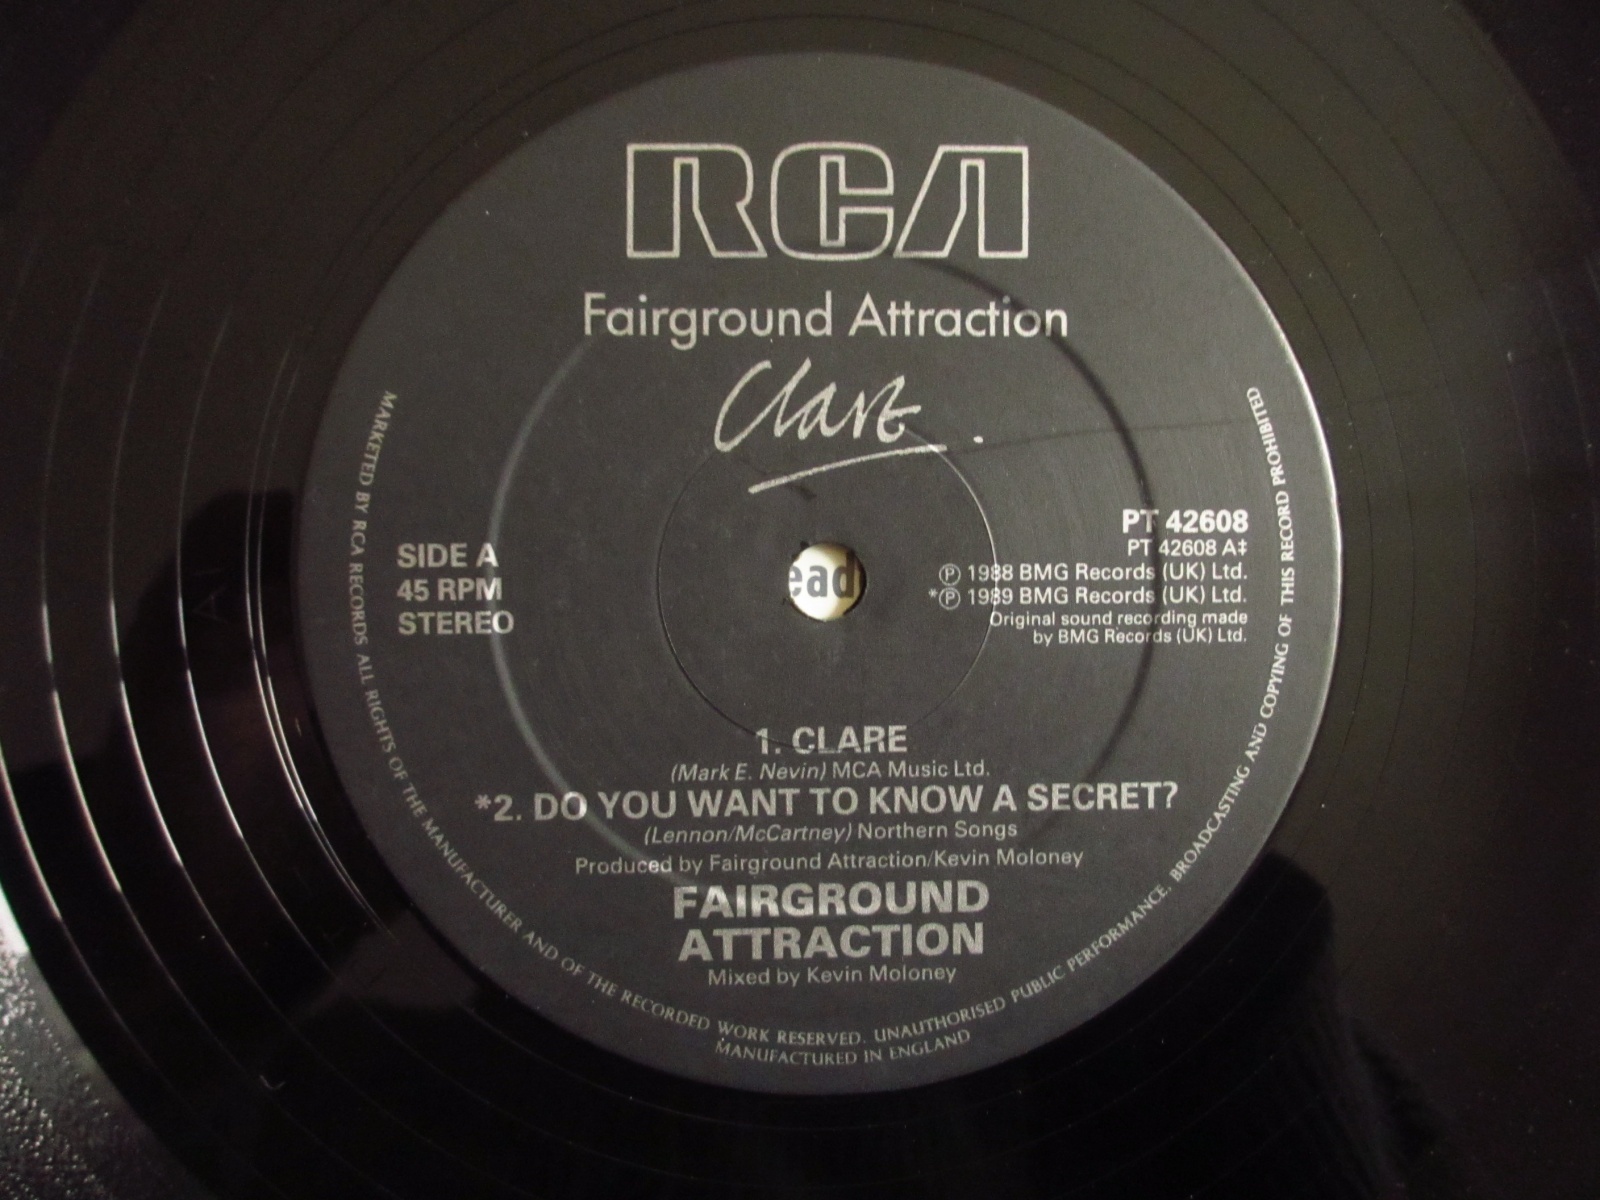 RCA
Fairground Attraction
Clare.
SIDE A
45 RPM
STEREO
PT 42608
PT 42608 A‡
Ⓟ 1988 BMG Records (UK) Ltd.
*Ⓟ 1989 BMG Records (UK) Ltd.
Original sound recording made
by BMG Records (UK) Ltd.
ead
1. CLARE
(Mark E. Nevin) MCA Music Ltd.
*2. DO YOU WANT TO KNOW A SECRET?
(Lennon/McCartney) Northern Songs
Produced by Fairground Attraction/Kevin Moloney
FAIRGROUND
ATTRACTION
Mixed by Kevin Moloney
MARKETED BY RCA RECORDS ALL RIGHTS OF THE MANUFACTURER AND OF THE RECORDED WORK RESERVED. UNAUTHORISED PUBLIC PERFORMANCE, BROADCASTING AND COPYING OF THIS RECORD PROHIBITED
MANUFACTURED IN ENGLAND